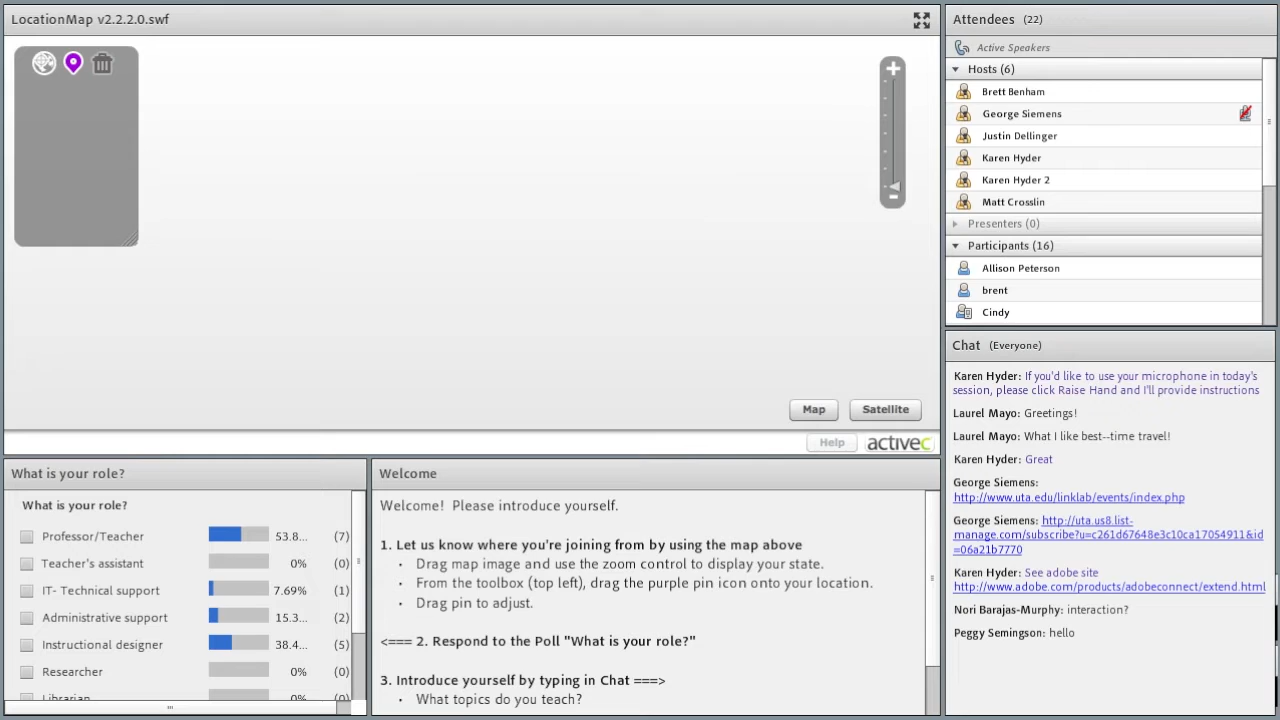 LocationMap v2.2.2.0.swf
Map
Satellite
Help
activec
What is your role?
What is your role?
Professor/Teacher 53.8... (7)
Teacher's assistant 0% (0)
IT- Technical support 7.69% (1)
Administrative support 15.3... (2)
Instructional designer 38.4... (5)
Researcher 0% (0)
Librarian 0% (0)
Welcome
Welcome! Please introduce yourself.
1. Let us know where you're joining from by using the map above
• Drag map image and use the zoom control to display your state.
• From the toolbox (top left), drag the purple pin icon onto your location.
• Drag pin to adjust.
<=== 2. Respond to the Poll "What is your role?"
3. Introduce yourself by typing in Chat ===>
• What topics do you teach?
Attendees (22)
Active Speakers
Hosts (6)
Brett Benham
George Siemens
Justin Dellinger
Karen Hyder
Karen Hyder 2
Matt Crosslin
Presenters (0)
Participants (16)
Allison Peterson
brent
Cindy
Chat (Everyone)
Karen Hyder: If you'd like to use your microphone in today's
session, please click Raise Hand and I'll provide instructions
Laurel Mayo: Greetings!
Laurel Mayo: What I like best--time travel!
Karen Hyder: Great
George Siemens:
http://www.uta.edu/linklab/events/index.php
George Siemens: http://uta.us8.list-
manage.com/subscribe?u=c261d67648e3c10ca17054911&id
=06a21b7770
Karen Hyder: See adobe site
http://www.adobe.com/products/adobeconnect/extend.html
Nori Barajas-Murphy: interaction?
Peggy Semingson: hello